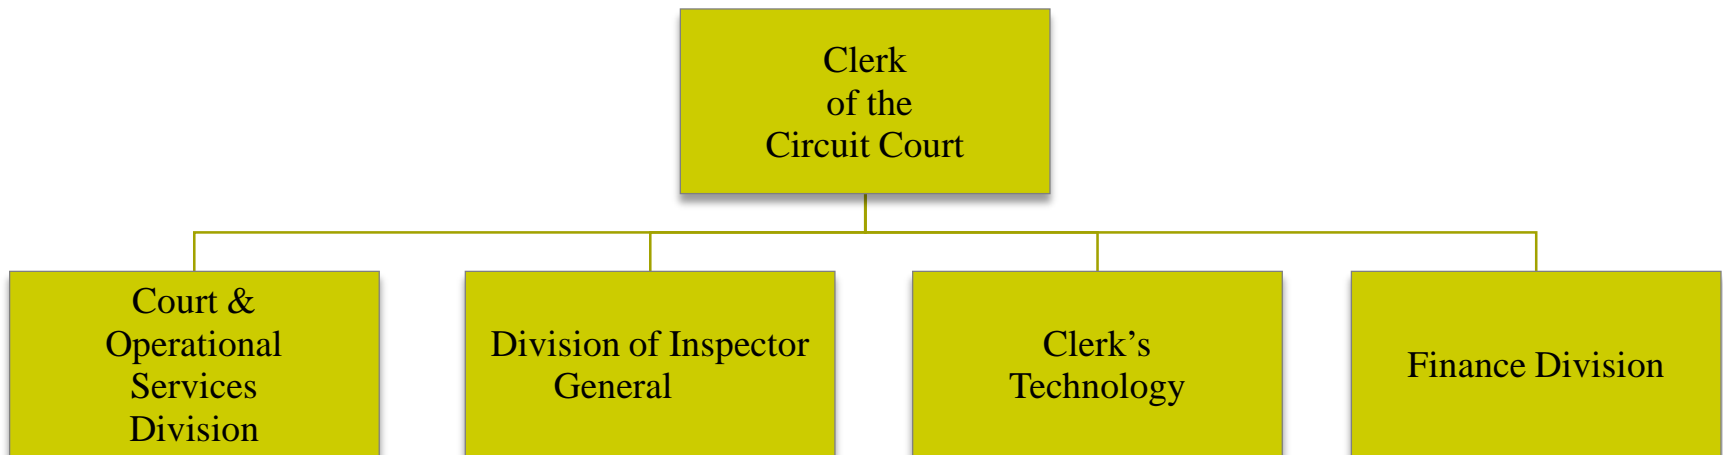 Clerk
of the
Circuit Court
Court &
Operational
Services
Division
Division of Inspector
General
Clerk’s
Technology
Finance Division